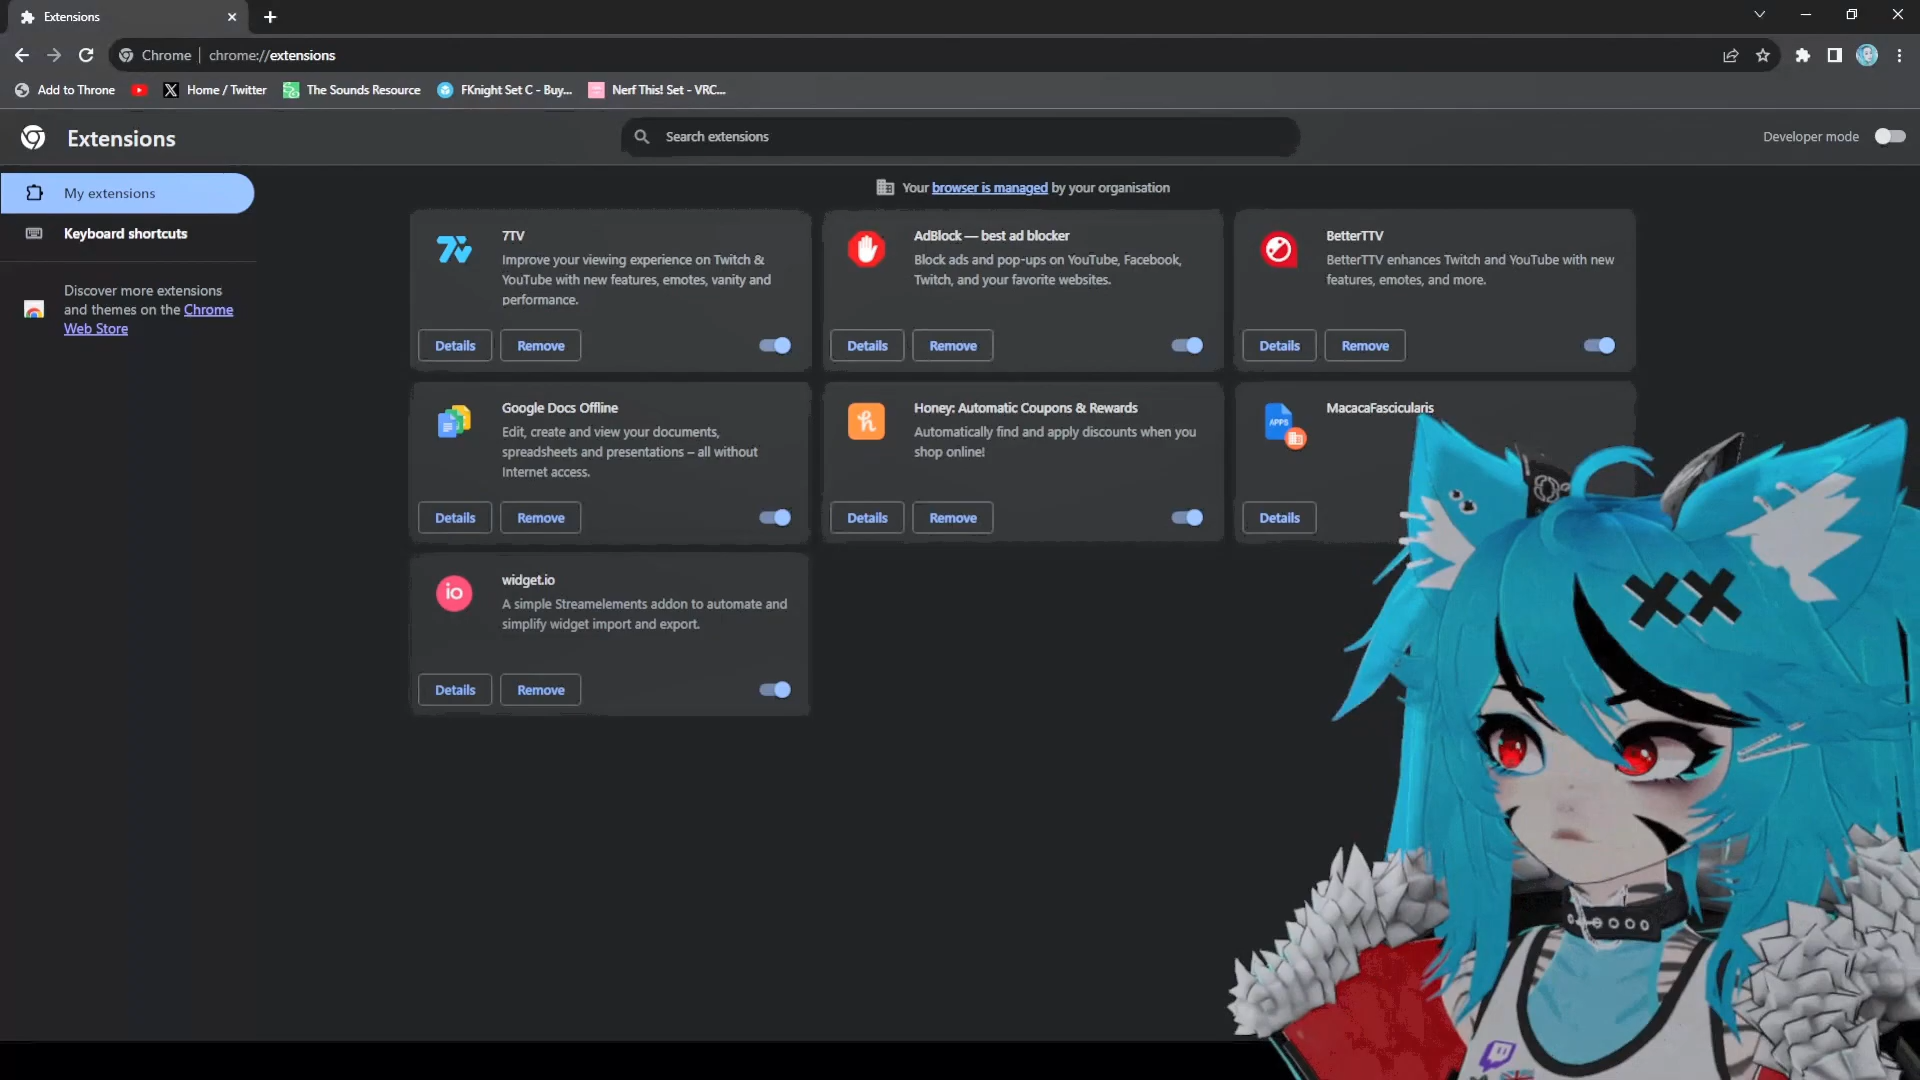 Extensions
Chrome
chrome://extensions
Add to Throne
Home / Twitter
The Sounds Resource
FKnight Set C - Buy...
Nerf This! Set - VRC...
Extensions
Search extensions
Developer mode
My extensions
Keyboard shortcuts
Discover more extensions
and themes on the Chrome
Web Store
Your browser is managed by your organisation
7TV
Improve your viewing experience on Twitch &
YouTube with new features, emotes, vanity and
performance.
Details
Remove
AdBlock — best ad blocker
Block ads and pop-ups on YouTube, Facebook,
Twitch, and your favorite websites.
Details
Remove
BetterTTV
BetterTTV enhances Twitch and YouTube with new
features, emotes, and more.
Details
Remove
Google Docs Offline
Edit, create and view your documents,
spreadsheets and presentations – all without
Internet access.
Details
Remove
h
Honey: Automatic Coupons & Rewards
Automatically find and apply discounts when you
shop online!
Details
Remove
APPS
MacacaFascicularis
Details
io
widget.io
A simple Streamelements addon to automate and
simplify widget import and export.
Details
Remove
XX